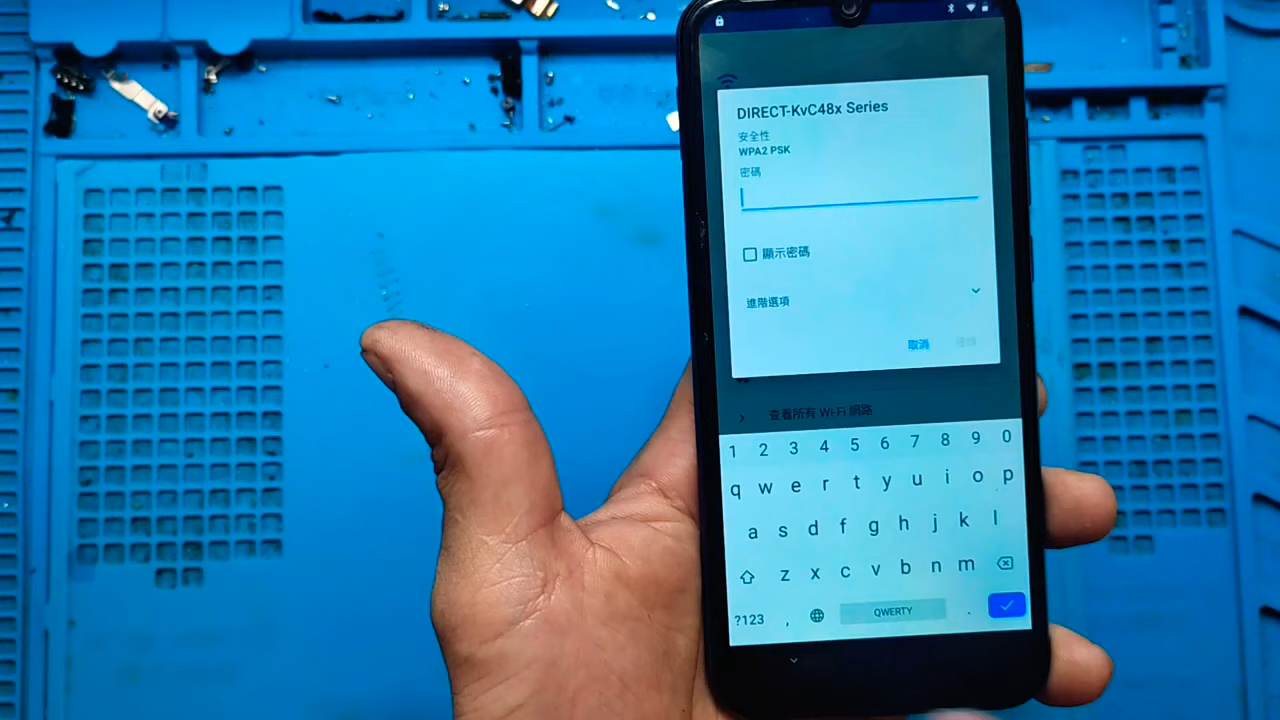 DIRECT-KvC48x Series
安全性
WPA2 PSK
密碼
顯示密碼
進階選項
取消
查看所有 Wi-Fi 網路
1 2 3 4 5 6 7 8 9 0
q w e r t y u i o p
a s d f g h j k l
z x c v b n m
?123 , QWERTY .